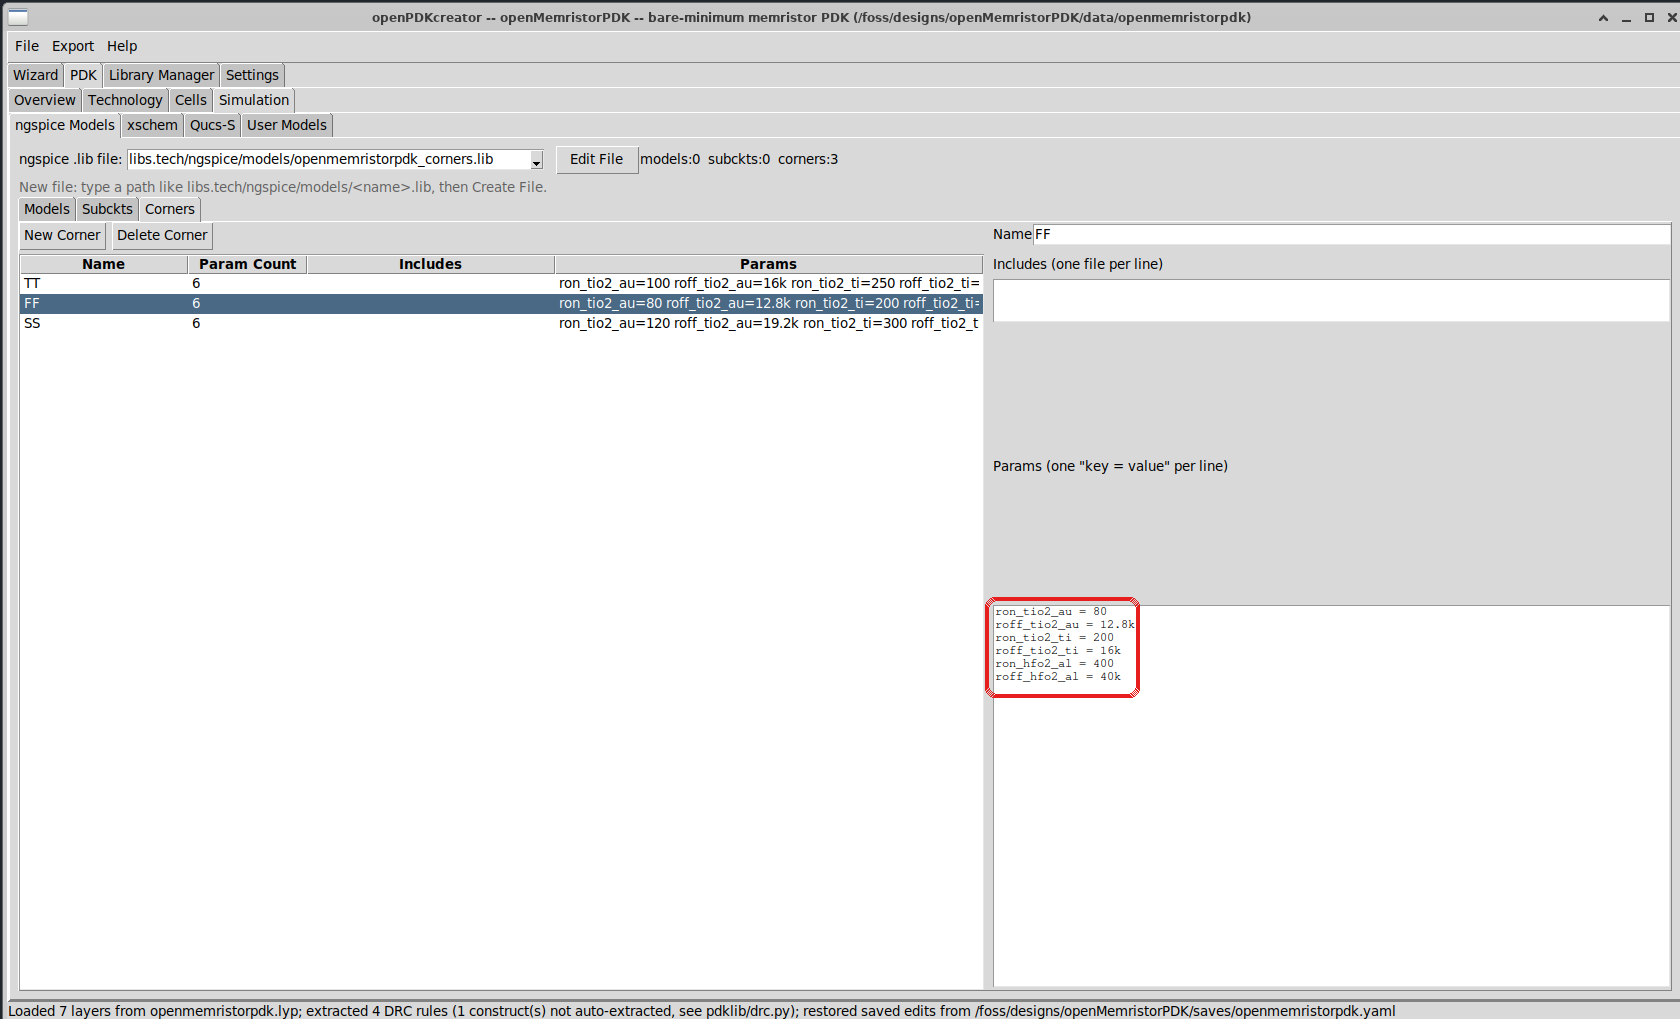 openPDKcreator -- openMemristorPDK -- bare-minimum memristor PDK (/foss/designs/openMemristorPDK/data/openmemristorpdk)
File Export Help
Wizard PDK Library Manager Settings
Overview Technology Cells Simulation
ngspice Models xschem Qucs-S User Models
ngspice .lib file: libs.tech/ngspice/models/openmemristorpdk_corners.lib Edit File models:0 subckts:0 corners:3
New file: type a path like libs.tech/ngspice/models/<name>.lib, then Create File.
Models Subckts Corners
New Corner Delete Corner
Name Param Count Includes Params
TT 6 ron_tio2_au=100 roff_tio2_au=16k ron_tio2_ti=250 roff_tio2_ti=
FF 6 ron_tio2_au=80 roff_tio2_au=12.8k ron_tio2_ti=200 roff_tio2_ti=
SS 6 ron_tio2_au=120 roff_tio2_au=19.2k ron_tio2_ti=300 roff_tio2_t
Name FF
Includes (one file per line)
Params (one "key = value" per line)
ron_tio2_au = 80
roff_tio2_au = 12.8k
ron_tio2_ti = 200
roff_tio2_ti = 16k
ron_hfo2_al = 400
roff_hfo2_al = 40k
Loaded 7 layers from openmemristorpdk.lyp; extracted 4 DRC rules (1 construct(s) not auto-extracted, see pdklib/drc.py); restored saved edits from /foss/designs/openMemristorPDK/saves/openmemristorpdk.yaml